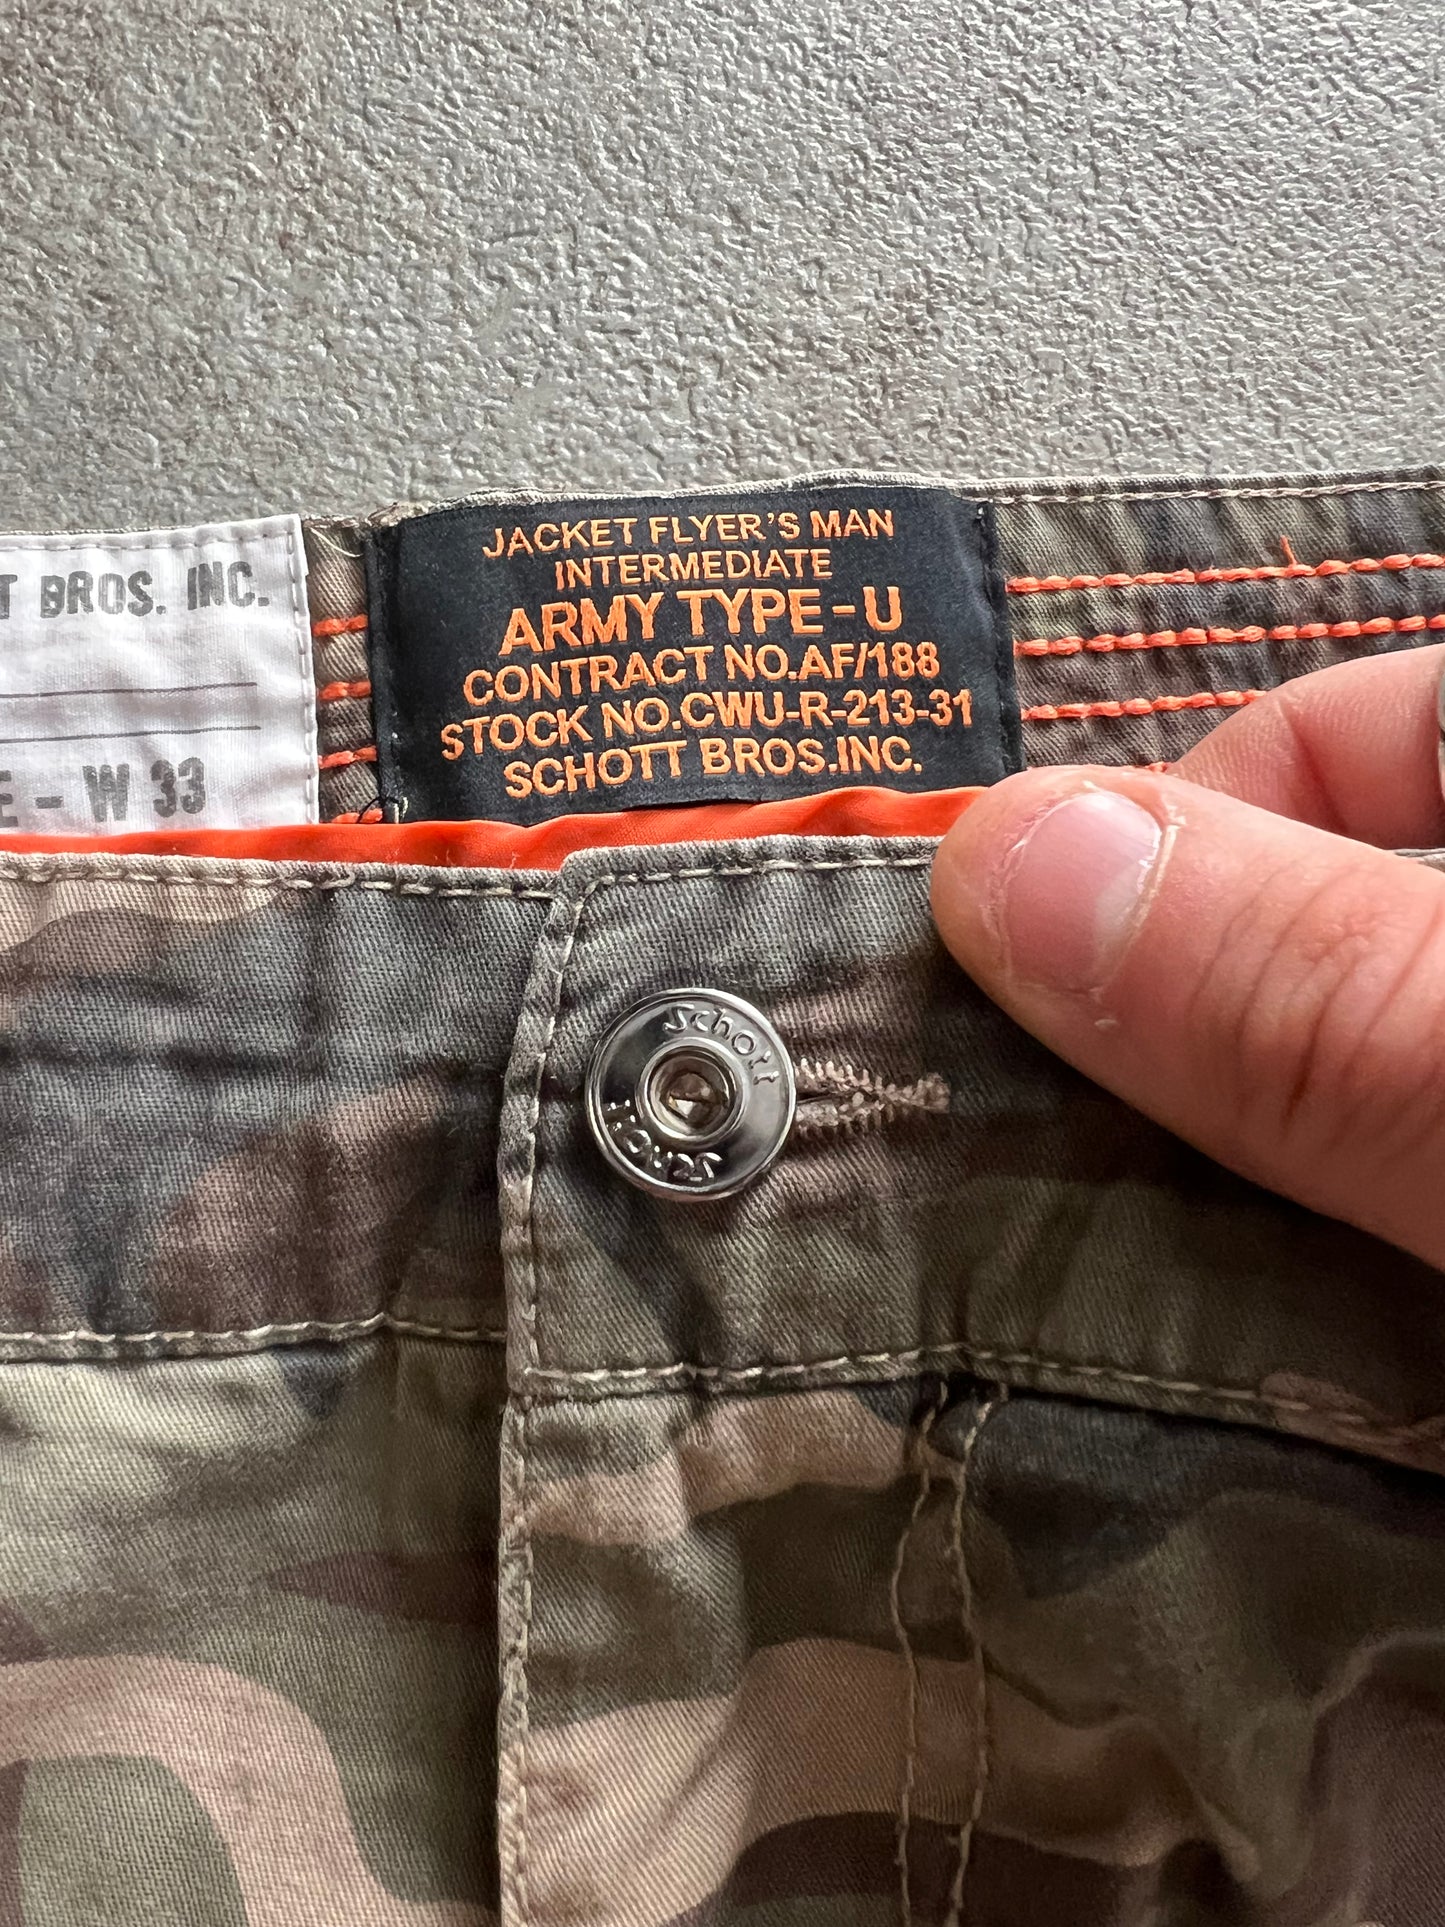 T BROS. INC.
E - W 33
JACKET FLYER'S MAN
INTERMEDIATE
ARMY TYPE - U
CONTRACT NO.AF/188
STOCK NO.CWU-R-213-31
SCHOTT BROS.INC.
Schott
Schott